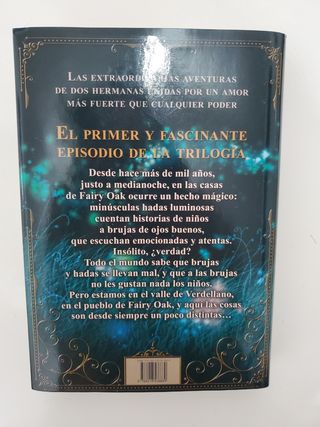 LAS EXTRAORDINARIAS AVENTURAS
DE DOS HERMANAS UNIDAS POR UN AMOR
MÁS FUERTE QUE CUALQUIER PODER
EL PRIMER Y FASCINANTE
EPISODIO DE LA TRILOGÍA
Desde hace más de mil años,
justo a medianoche, en las casas
de Fairy Oak ocurre un hecho mágico:
minúsculas hadas luminosas
cuentan historias de niños
a brujas de ojos buenos,
que escuchan emocionadas y atentas.
Insólito, ¿verdad?
Todo el mundo sabe que brujas
y hadas se llevan mal, y que a las brujas
no les gustan nada los niños.
Pero estamos en el valle de Verdellano,
en el pueblo de Fairy Oak, y aquí las cosas
son desde siempre un poco distintas…